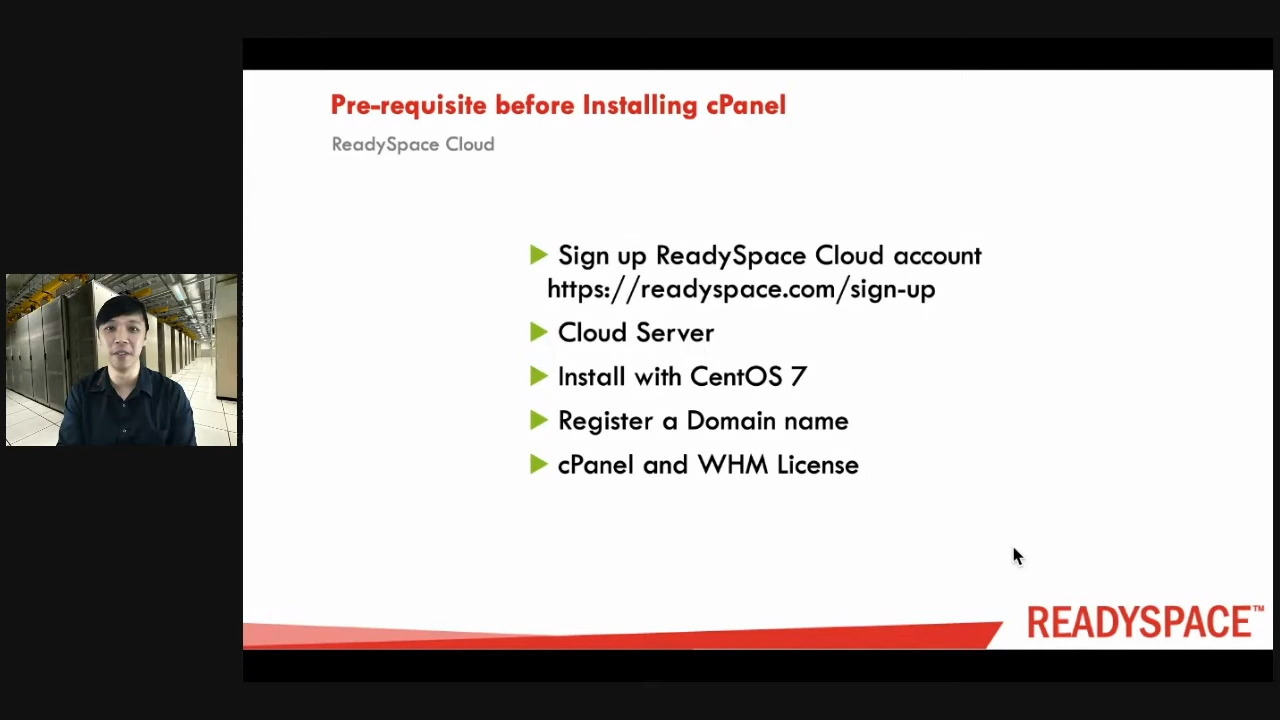 Pre-requisite before Installing cPanel
ReadySpace Cloud
Sign up ReadySpace Cloud account
https://readyspace.com/sign-up
Cloud Server
Install with CentOS 7
Register a Domain name
cPanel and WHM License
READYSPACE™